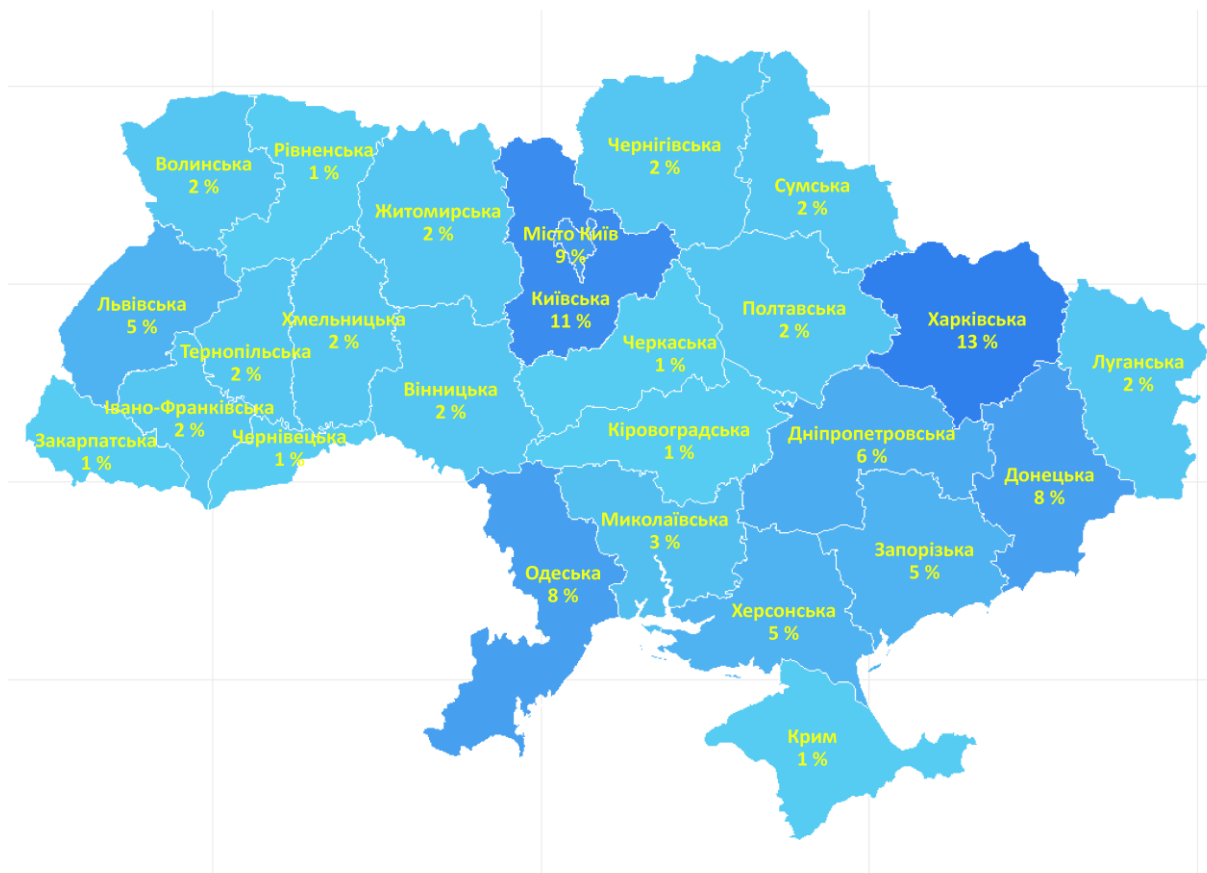 Чернігівська
2 %
Рівненська
1 %
Волинська
2 %
Сумська
2 %
Житомирська
2 %
Місто Київ
9 %
Київська
11 %
Львівська
5 %
Хмельницька
2 %
Полтавська
2 %
Харківська
13 %
Черкаська
1 %
Тернопільська
2 %
Луганська
2 %
Вінницька
2 %
Івано-Франківська
2 %
Чернівецька
1 %
Закарпатська
1 %
Кіровоградська
1 %
Дніпропетровська
6 %
Донецька
8 %
Миколаївська
3 %
Запорізька
5 %
Одеська
8 %
Херсонська
5 %
Крим
1 %